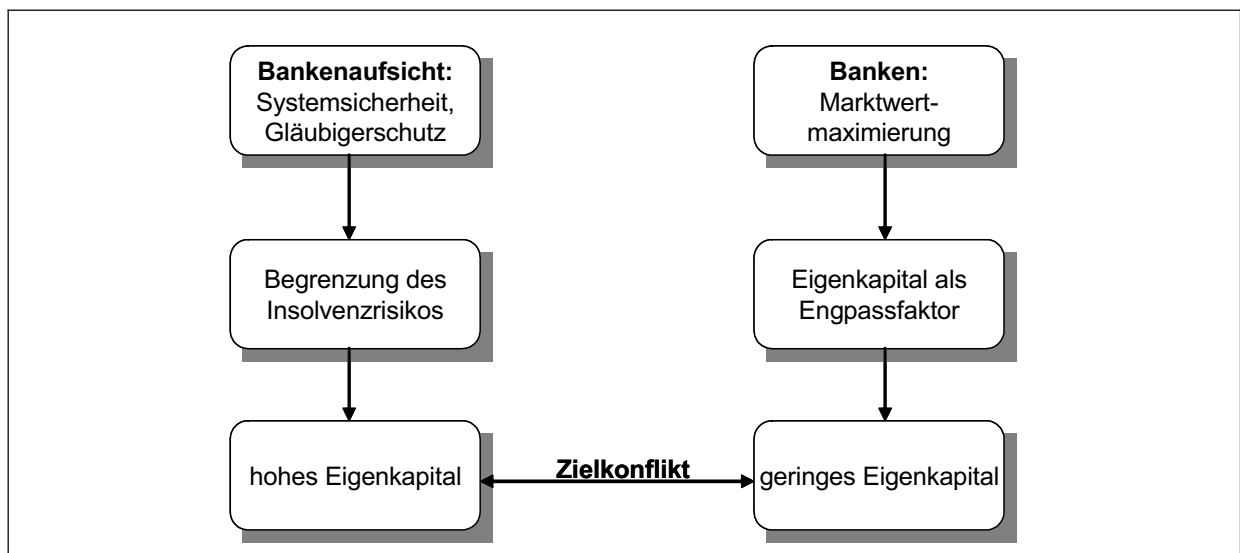 Bankenaufsicht:
Systemsicherheit,
Gläubigerschutz
Begrenzung des
Insolvenzrisikos
hohes Eigenkapital
Zielkonflikt
Banken:
Marktwert-
maximierung
Eigenkapital als
Engpassfaktor
geringes Eigenkapital